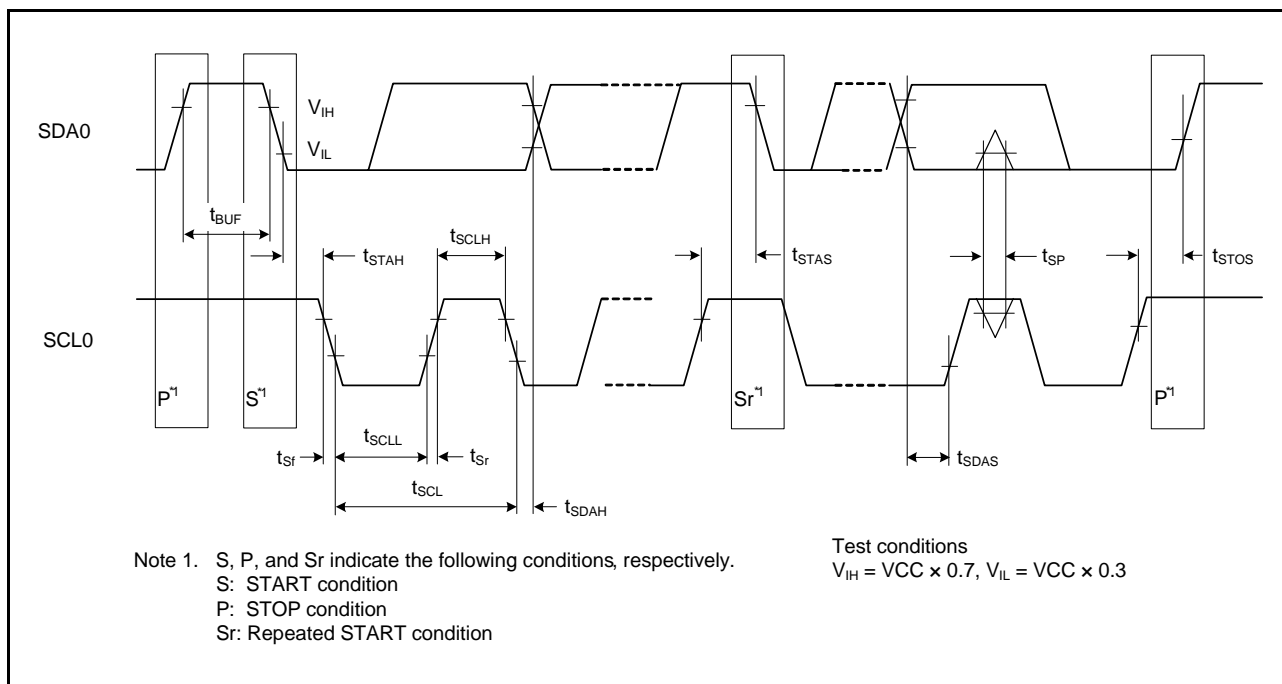 SDA0
V_IH
V_IL
t_BUF
t_STAH
t_SCLH
t_STAS
t_SP
t_STOS
SCL0
P*1
S*1
Sr*1
P*1
t_Sf
t_SCLL
t_Sr
t_SCL
t_SDAH
t_SDAS
Note 1. S, P, and Sr indicate the following conditions, respectively.
S: START condition
P: STOP condition
Sr: Repeated START condition
Test conditions
V_IH = VCC × 0.7, V_IL = VCC × 0.3